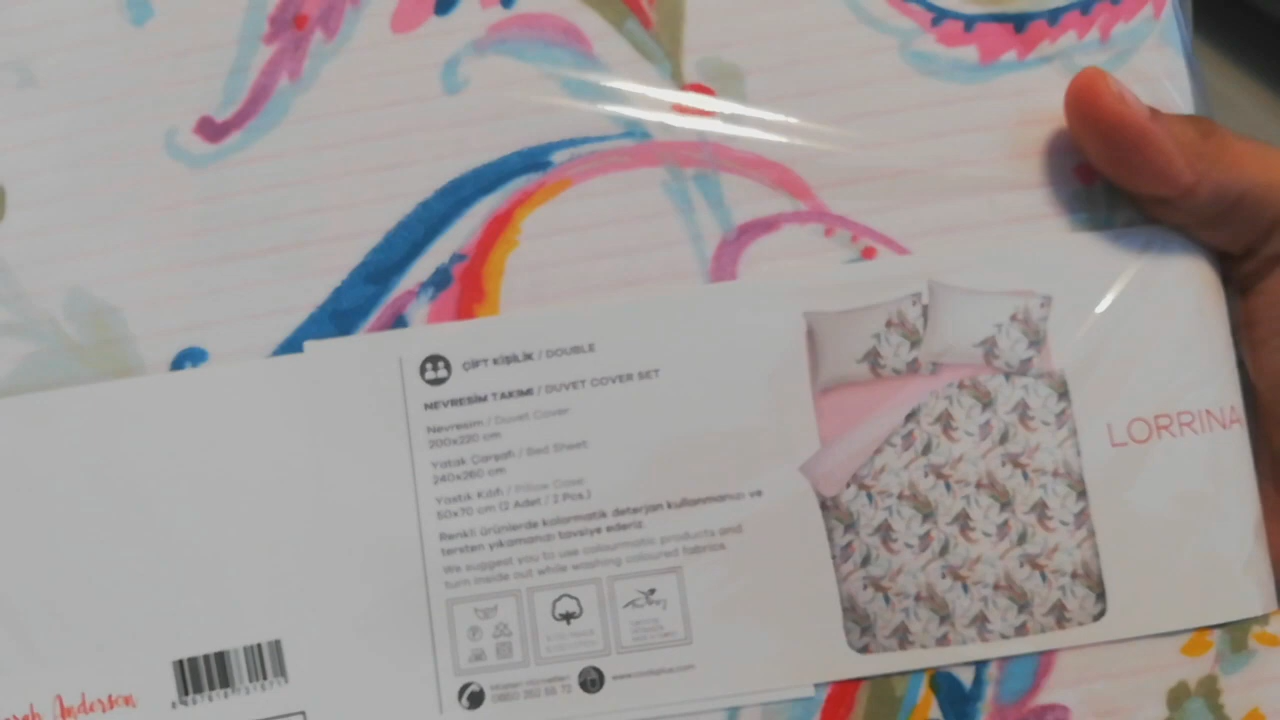 ÇİFT KİŞİLİK / DOUBLE
NEVRESİM TAKIMI / DUVET COVER SET
Nevresim / Duvet Cover
200x220 cm
Yatak Çarşafı / Bed Sheet
240x260 cm
Yastık Kılıfı / Pillow Case
50x70 cm (2 Adet / 2 Pcs.)
Renkli ürünlerde kolormatik deterjan kullanmanızı ve
tersten yıkamanızı tavsiye ederiz.
We suggest you to use colourmatic products and
turn inside out while washing coloured fabrics.
LORRINA
Anderson